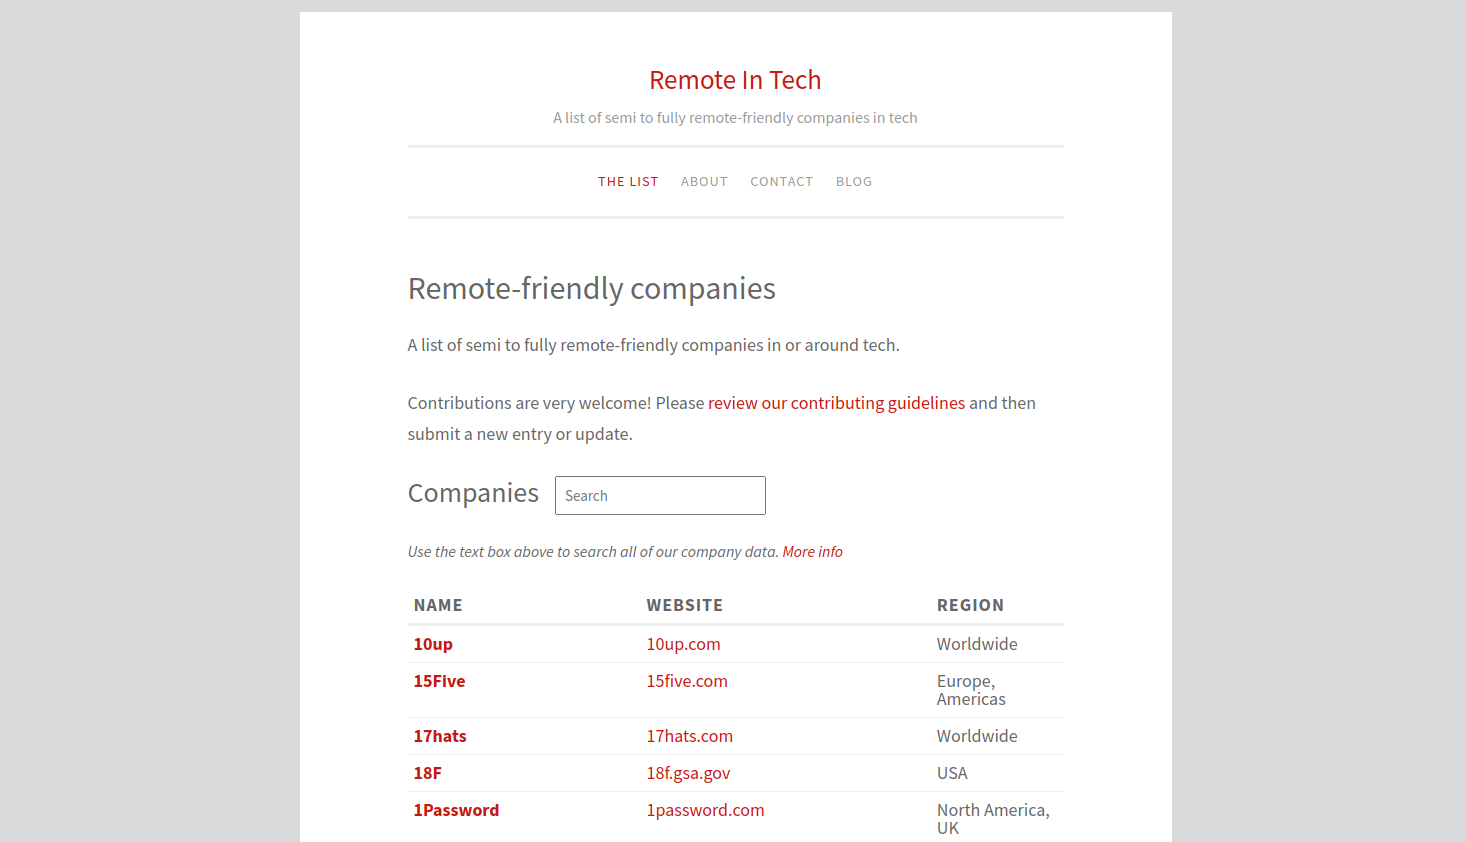 Remote In Tech
A list of semi to fully remote-friendly companies in tech
THE LIST ABOUT CONTACT BLOG
Remote-friendly companies
A list of semi to fully remote-friendly companies in or around tech.
Contributions are very welcome! Please review our contributing guidelines and then
submit a new entry or update.
Companies Search
Use the text box above to search all of our company data. More info
NAME WEBSITE REGION
10up 10up.com Worldwide
15Five 15five.com Europe,
Americas
17hats 17hats.com Worldwide
18F 18f.gsa.gov USA
1Password 1password.com North America,
UK